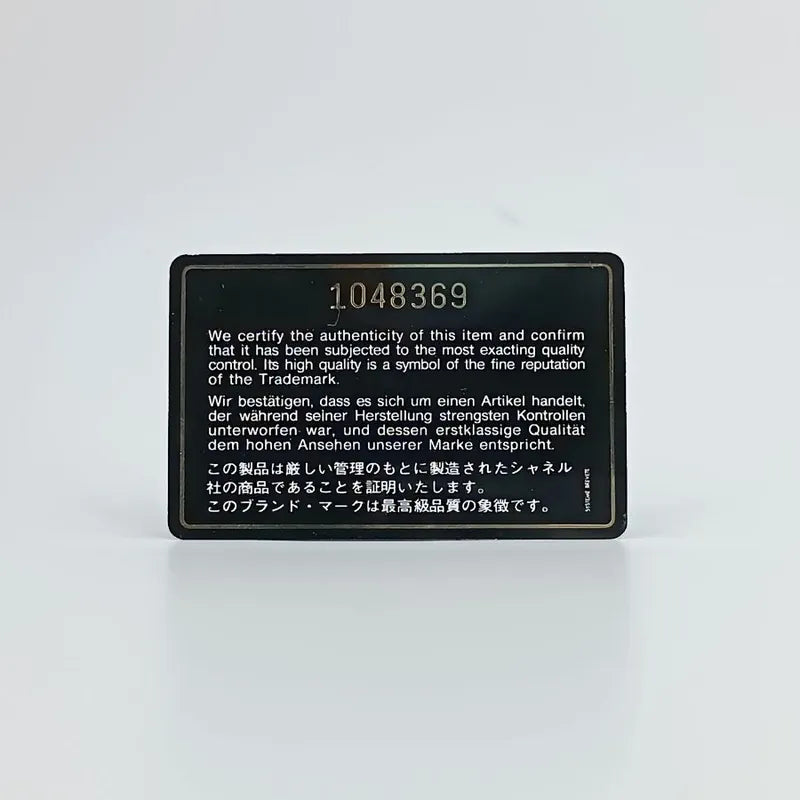 1048369
We certify the authenticity of this item and confirm
that it has been subjected to the most exacting quality
control. Its high quality is a symbol of the fine reputation
of the Trademark.
Wir bestätigen, dass es sich um einen Artikel handelt,
der während seiner Herstellung strengsten Kontrollen
unterworfen war, und dessen erstklassige Qualität
dem hohen Ansehen unserer Marke entspricht.
この製品は厳しい管理のもとに製造されたシャネル
社の商品であることを証明いたします。
このブランド・マークは最高級品質の象徴です。